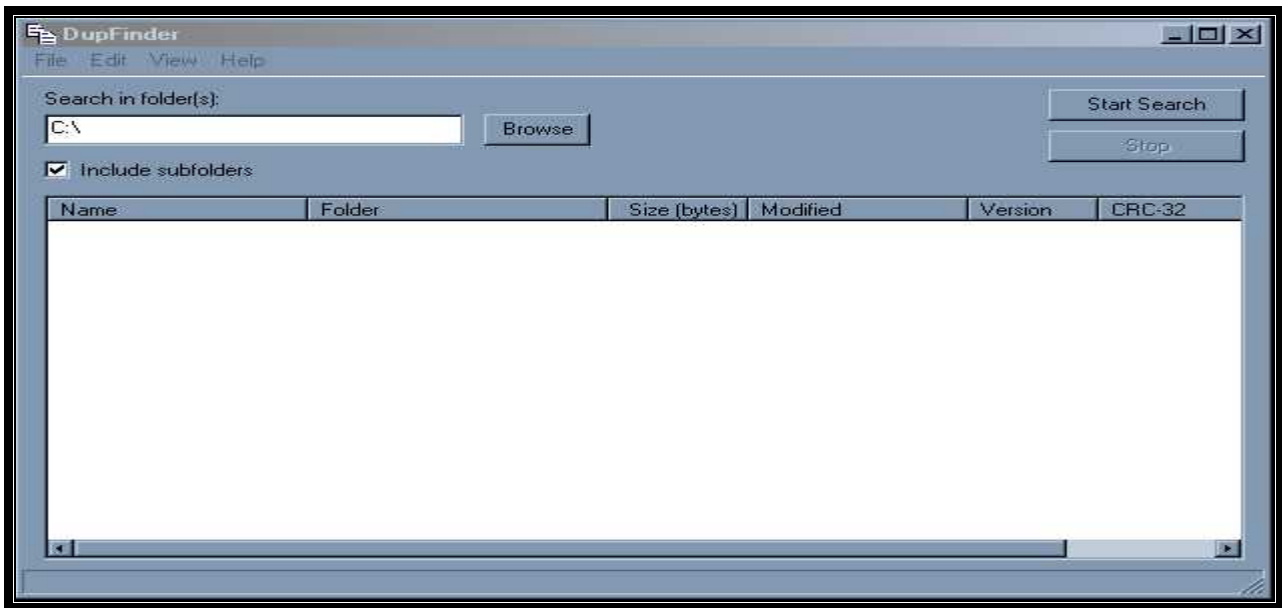 DupFinder
File Edit View Help
Search in folder(s):
C:\
Browse
Start Search
Stop
Include subfolders
Name Folder Size (bytes) Modified Version CRC-32